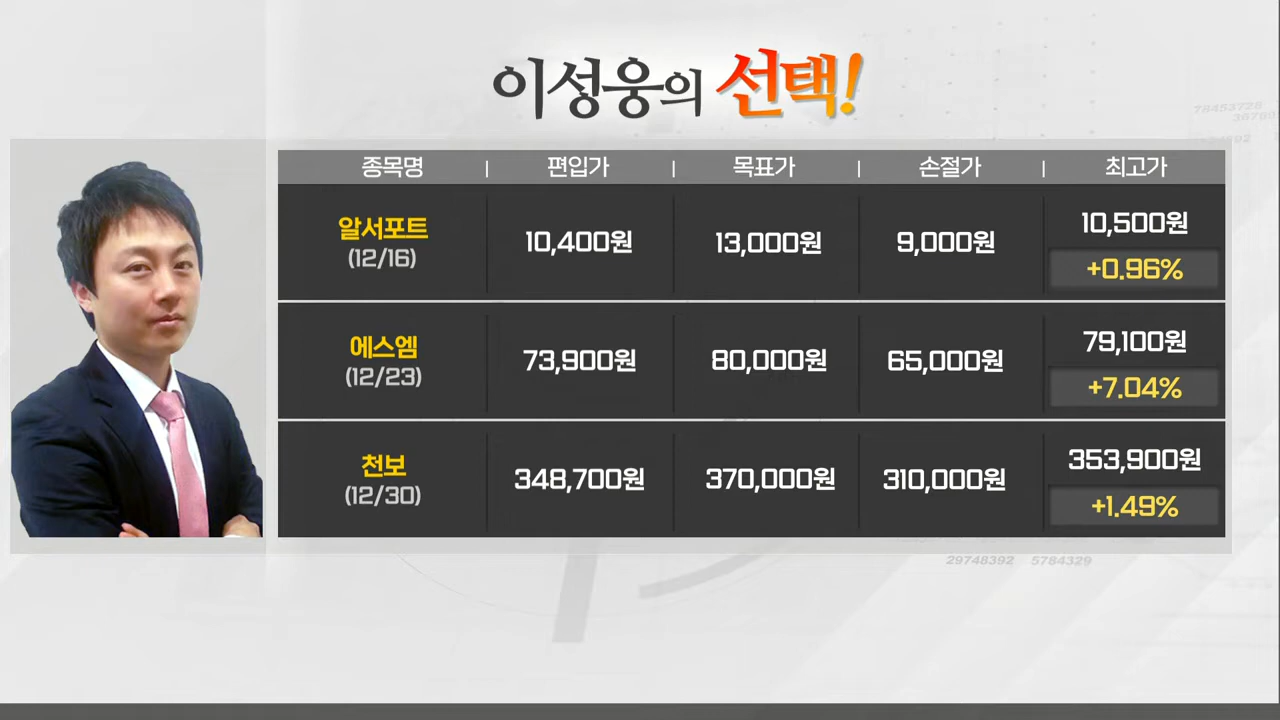 이성웅의 선택!
78453728
종목명 | 편입가 | 목표가 | 손절가 | 최고가
알서포트 (12/16) 10,400원 13,000원 9,000원 10,500원 +0.96%
에스엠 (12/23) 73,900원 80,000원 65,000원 79,100원 +7.04%
천보 (12/30) 348,700원 370,000원 310,000원 353,900원 +1.49%
29748392 5784329